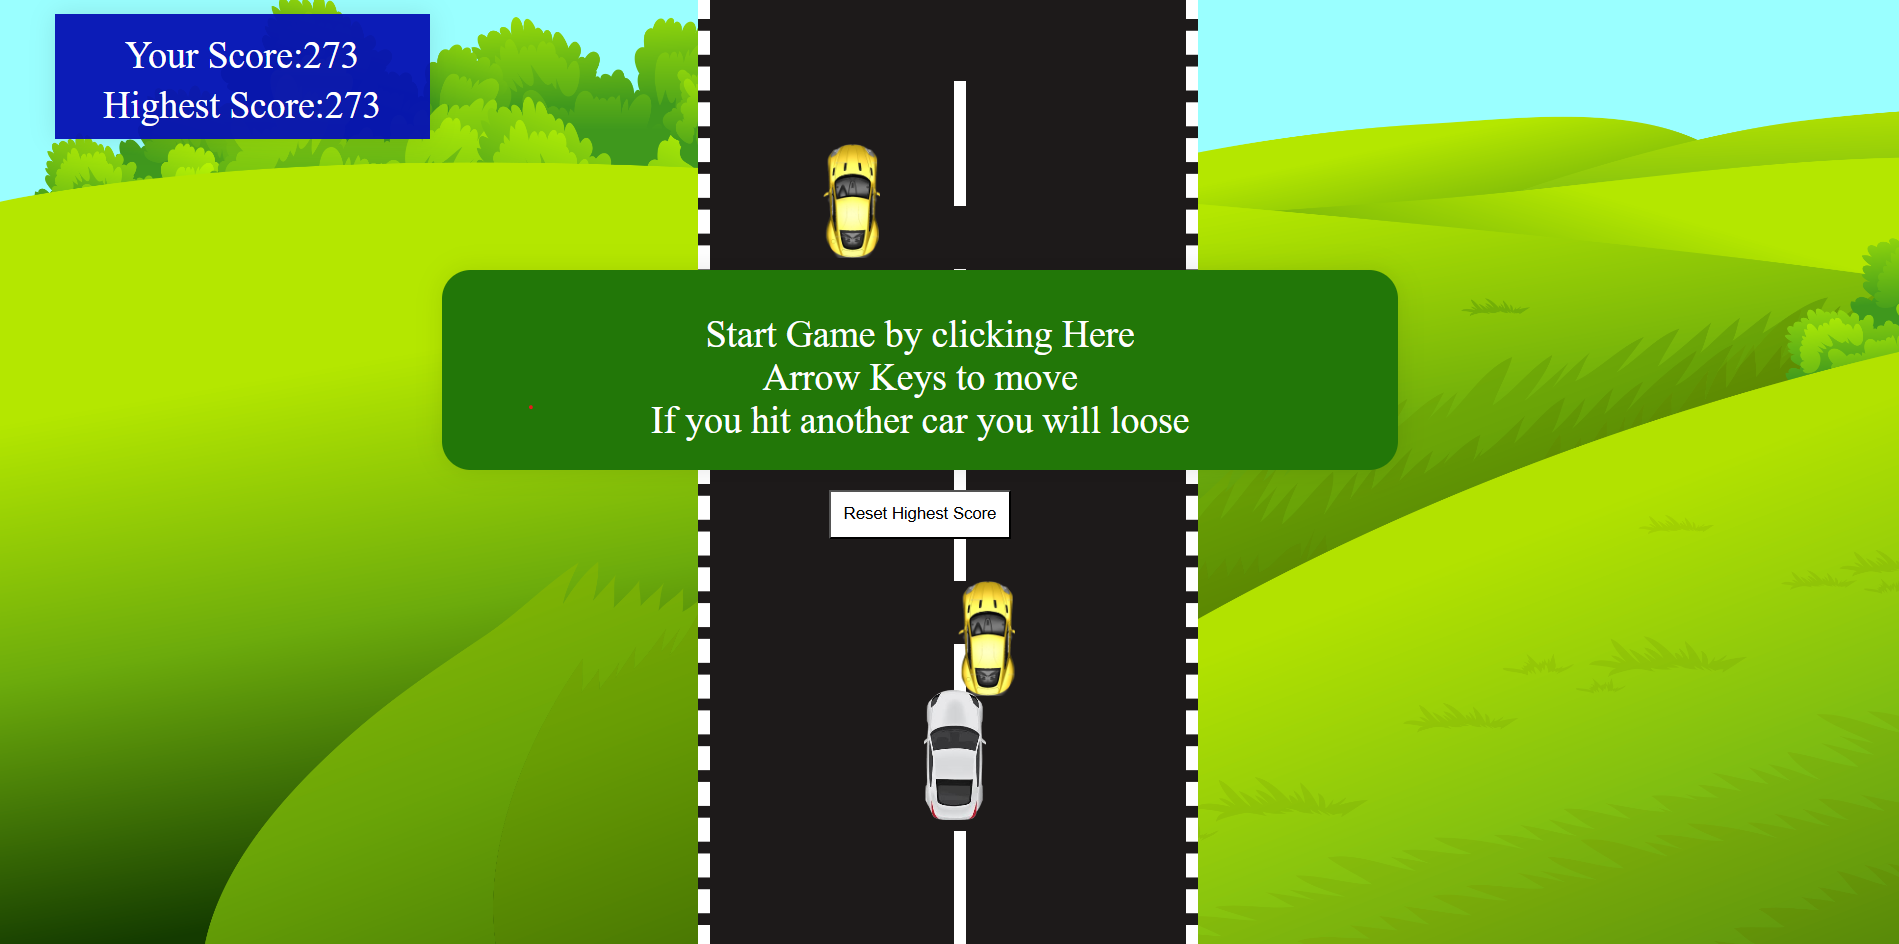 Your Score:273
Highest Score:273
Start Game by clicking Here
Arrow Keys to move
If you hit another car you will loose
Reset Highest Score